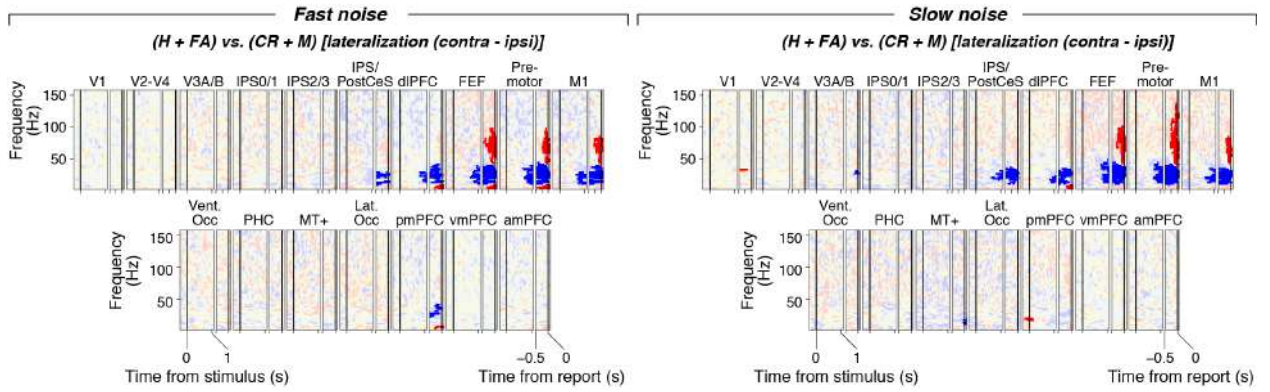 Fast noise
(H + FA) vs. (CR + M) [lateralization (contra - ipsi)]
IPS/ Pre-
V1 V2-V4 V3A/B IPS0/1 IPS2/3 PostCeS dlPFC FEF motor M1
Frequency
(Hz)
150
100
50
Vent. Lat.
Occ PHC MT+ Occ pmPFC vmPFC amPFC
Frequency
(Hz)
150
100
50
0 1 −0.5 0
Time from stimulus (s) Time from report (s)
Slow noise
(H + FA) vs. (CR + M) [lateralization (contra - ipsi)]
IPS/ Pre-
V1 V2-V4 V3A/B IPS0/1 IPS2/3 PostCeS dlPFC FEF motor M1
Frequency
(Hz)
150
100
50
Vent. Lat.
Occ PHC MT+ Occ pmPFC vmPFC amPFC
Frequency
(Hz)
150
100
50
0 1 −0.5 0
Time from stimulus (s) Time from report (s)